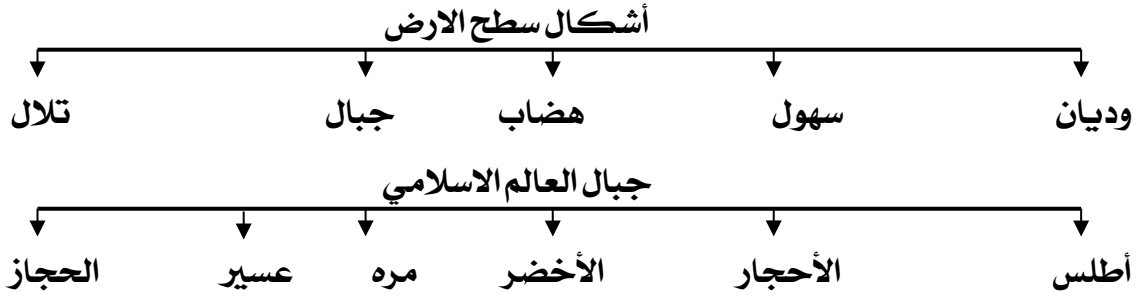 أشكال سطح الارض
وديان سهول هضاب جبال تلال
جبال العالم الاسلامي
أطلس الأحجار الأخضر مره عسير الحجاز